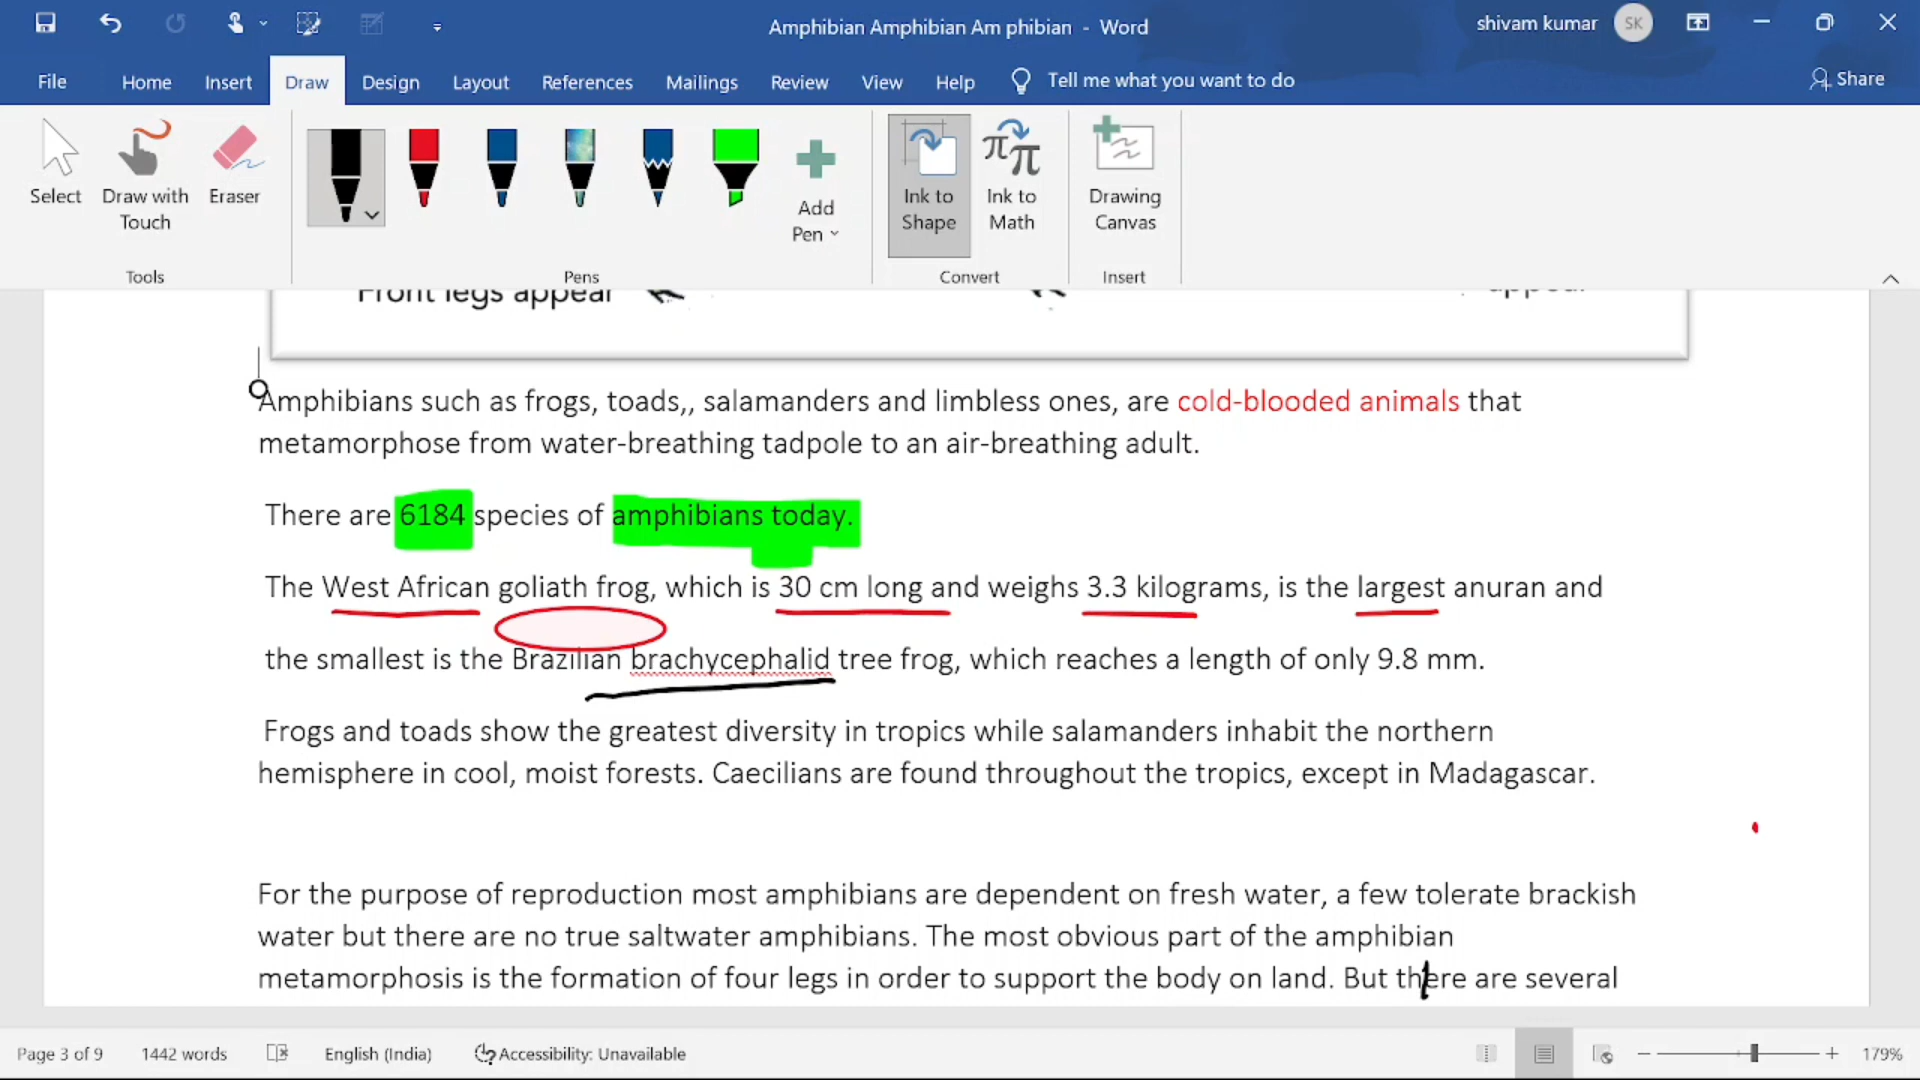 Amphibian Amphibian Am phibian - Word
shivam kumar SK
File Home Insert Draw Design Layout References Mailings Review View Help Tell me what you want to do Share
Select
Draw with Touch
Eraser
Tools
Pens
Add Pen
Ink to Shape
Ink to Math
Convert
Drawing Canvas
Insert
Front legs appear
appear
Amphibians such as frogs, toads,, salamanders and limbless ones, are cold-blooded animals that
metamorphose from water-breathing tadpole to an air-breathing adult.
There are 6184 species of amphibians today.
The West African goliath frog, which is 30 cm long and weighs 3.3 kilograms, is the largest anuran and
the smallest is the Brazilian brachycephalid tree frog, which reaches a length of only 9.8 mm.
Frogs and toads show the greatest diversity in tropics while salamanders inhabit the northern
hemisphere in cool, moist forests. Caecilians are found throughout the tropics, except in Madagascar.
For the purpose of reproduction most amphibians are dependent on fresh water, a few tolerate brackish
water but there are no true saltwater amphibians. The most obvious part of the amphibian
metamorphosis is the formation of four legs in order to support the body on land. But there are several
Page 3 of 9 1442 words English (India) Accessibility: Unavailable 179%